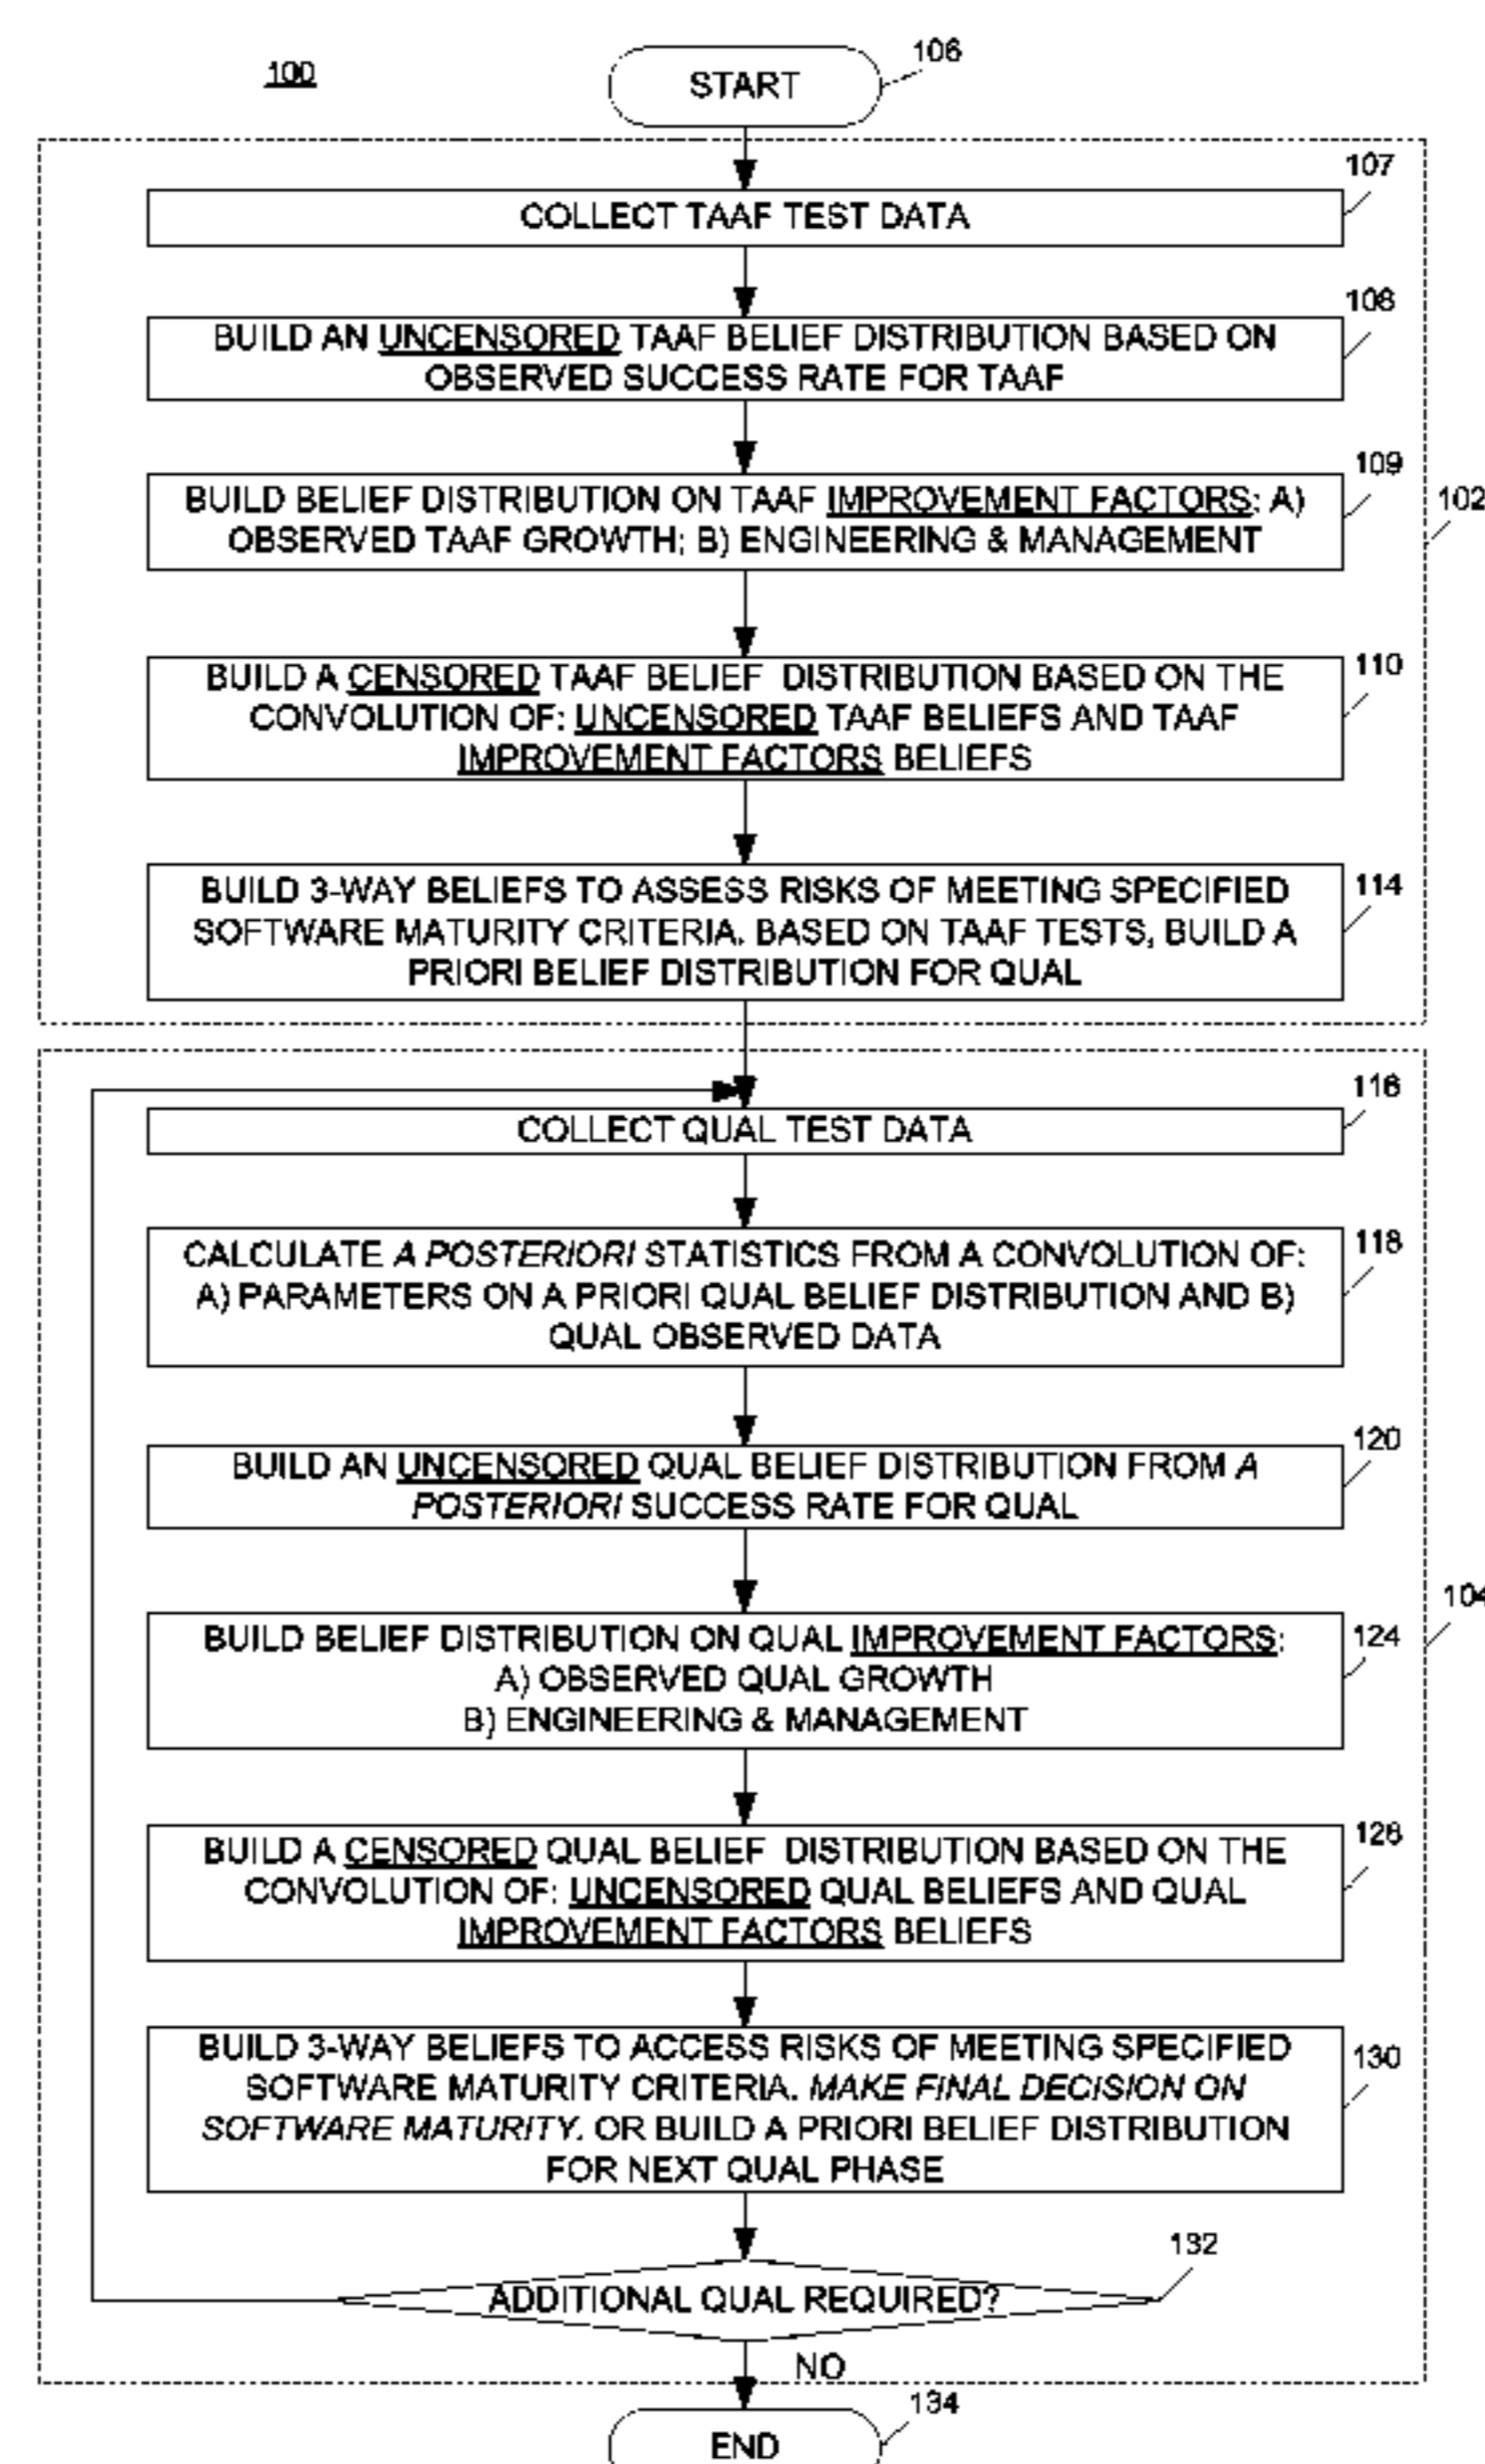 100
START
106
107
COLLECT TAAF TEST DATA
108
BUILD AN UNCENSORED TAAF BELIEF DISTRIBUTION BASED ON
OBSERVED SUCCESS RATE FOR TAAF
109
BUILD BELIEF DISTRIBUTION ON TAAF IMPROVEMENT FACTORS: A)
OBSERVED TAAF GROWTH; B) ENGINEERING & MANAGEMENT
102
110
BUILD A CENSORED TAAF BELIEF DISTRIBUTION BASED ON THE
CONVOLUTION OF: UNCENSORED TAAF BELIEFS AND TAAF
IMPROVEMENT FACTORS BELIEFS
114
BUILD 3-WAY BELIEFS TO ASSESS RISKS OF MEETING SPECIFIED
SOFTWARE MATURITY CRITERIA. BASED ON TAAF TESTS, BUILD A
PRIORI BELIEF DISTRIBUTION FOR QUAL
116
COLLECT QUAL TEST DATA
118
CALCULATE A POSTERIORI STATISTICS FROM A CONVOLUTION OF:
A) PARAMETERS ON A PRIORI QUAL BELIEF DISTRIBUTION AND B)
QUAL OBSERVED DATA
120
BUILD AN UNCENSORED QUAL BELIEF DISTRIBUTION FROM A
POSTERIORI SUCCESS RATE FOR QUAL
104
124
BUILD BELIEF DISTRIBUTION ON QUAL IMPROVEMENT FACTORS:
A) OBSERVED QUAL GROWTH
B) ENGINEERING & MANAGEMENT
128
BUILD A CENSORED QUAL BELIEF DISTRIBUTION BASED ON THE
CONVOLUTION OF: UNCENSORED QUAL BELIEFS AND QUAL
IMPROVEMENT FACTORS BELIEFS
130
BUILD 3-WAY BELIEFS TO ACCESS RISKS OF MEETING SPECIFIED
SOFTWARE MATURITY CRITERIA. MAKE FINAL DECISION ON
SOFTWARE MATURITY. OR BUILD A PRIORI BELIEF DISTRIBUTION
FOR NEXT QUAL PHASE
132
ADDITIONAL QUAL REQUIRED?
NO
134
END